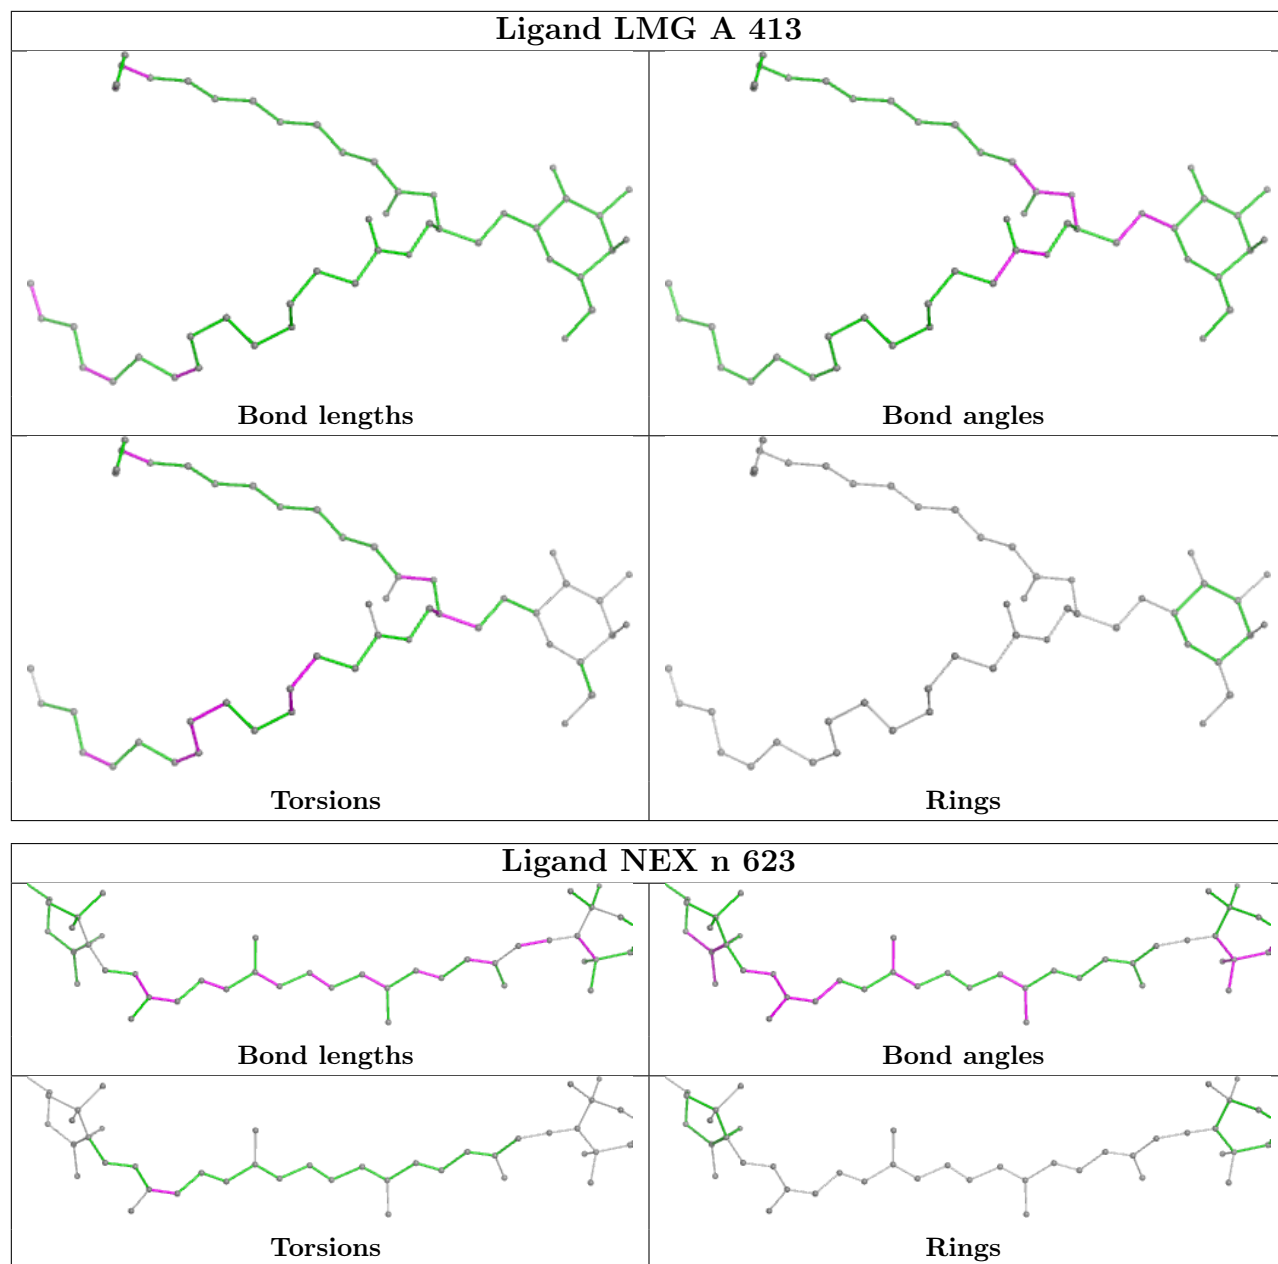 Ligand LMG A 413
Bond lengths
Bond angles
Torsions
Rings
Ligand NEX n 623
Bond lengths
Bond angles
Torsions
Rings